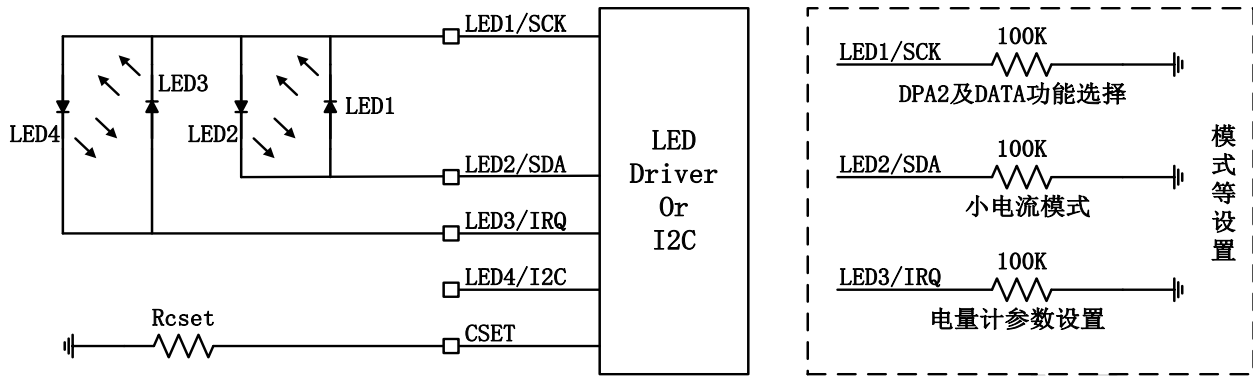 LED1/SCK
LED3
LED1
LED4
LED2
LED2/SDA
LED3/IRQ
LED4/I2C
Rcset
CSET
LED
Driver
Or
I2C
LED1/SCK
100K
DPA2及DATA功能选择
LED2/SDA
100K
小电流模式
LED3/IRQ
100K
电量计参数设置
模式等设置